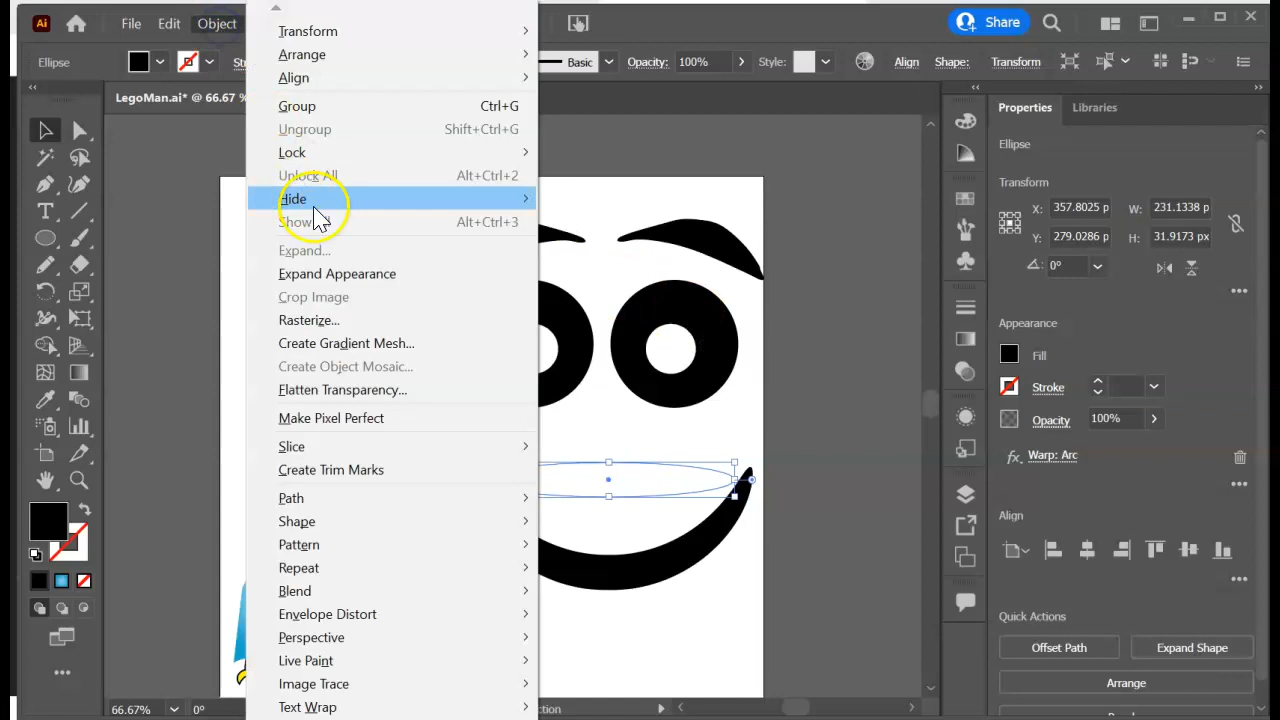 Ai
File
Edit
Object
Share
Ellipse
Basic
Opacity:
100%
Style:
Align
Shape:
Transform
LegoMan.ai* @ 66.67 %
Transform
Arrange
Align
Group Ctrl+G
Ungroup Shift+Ctrl+G
Lock
Unlock All Alt+Ctrl+2
Hide
Show All Alt+Ctrl+3
Expand...
Expand Appearance
Crop Image
Rasterize...
Create Gradient Mesh...
Create Object Mosaic...
Flatten Transparency...
Make Pixel Perfect
Slice
Create Trim Marks
Path
Shape
Pattern
Repeat
Blend
Envelope Distort
Perspective
Live Paint
Image Trace
Text Wrap
Properties
Libraries
Ellipse
Transform
X: 357.8025 p
W: 231.1338 p
Y: 279.0286 p
H: 31.9173 px
0°
Appearance
Fill
Stroke
Opacity 100%
fx Warp: Arc
Align
Quick Actions
Offset Path
Expand Shape
Arrange
66.67%
0°